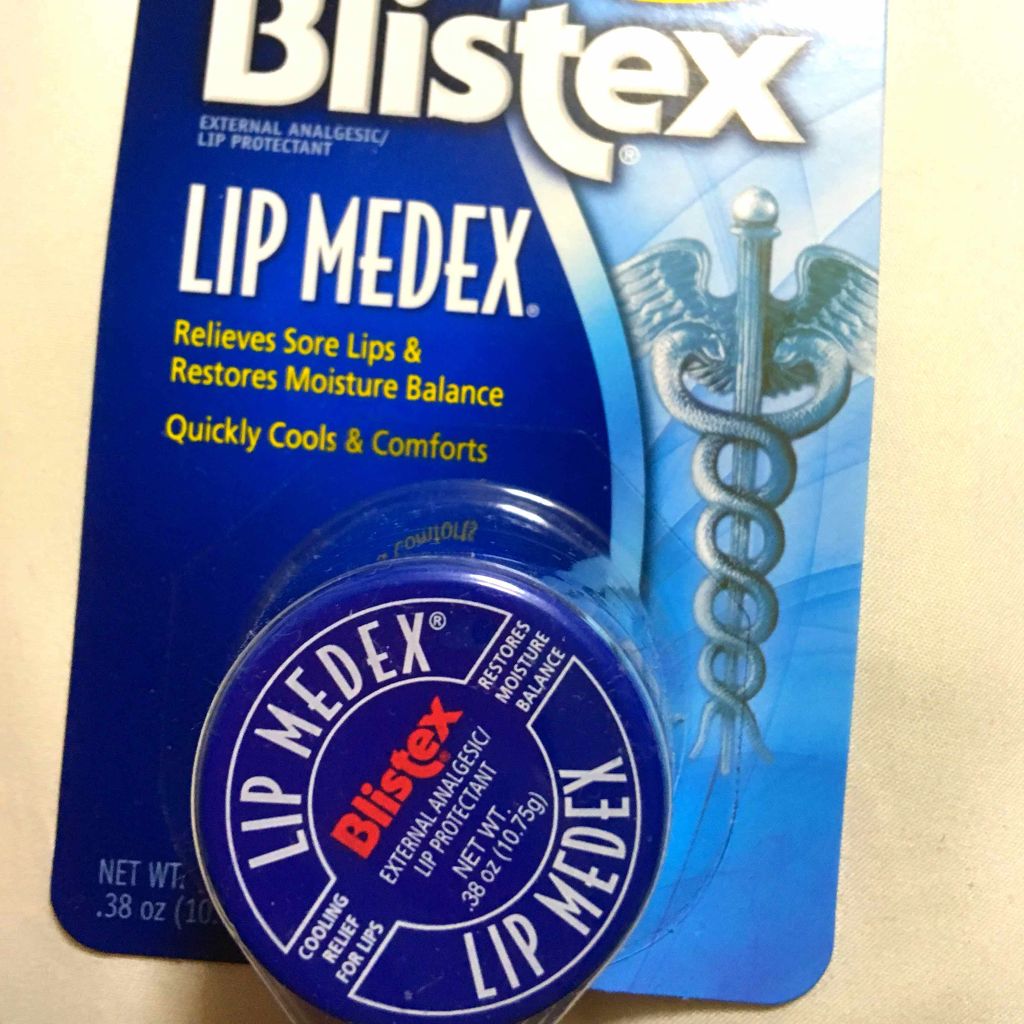 Blistex®
EXTERNAL ANALGESIC/
LIP PROTECTANT
LIP MEDEX®
Relieves Sore Lips &
Restores Moisture Balance
Quickly Cools & Comforts
LIP MEDEX®
RESTORES
MOISTURE
BALANCE
Blistex®
EXTERNAL ANALGESIC/
LIP PROTECTANT
NET WT.
.38 oz (10.75g)
COOLING
RELIEF
FOR LIPS
LIP MEDEX
NET WT.
.38 oz (10.